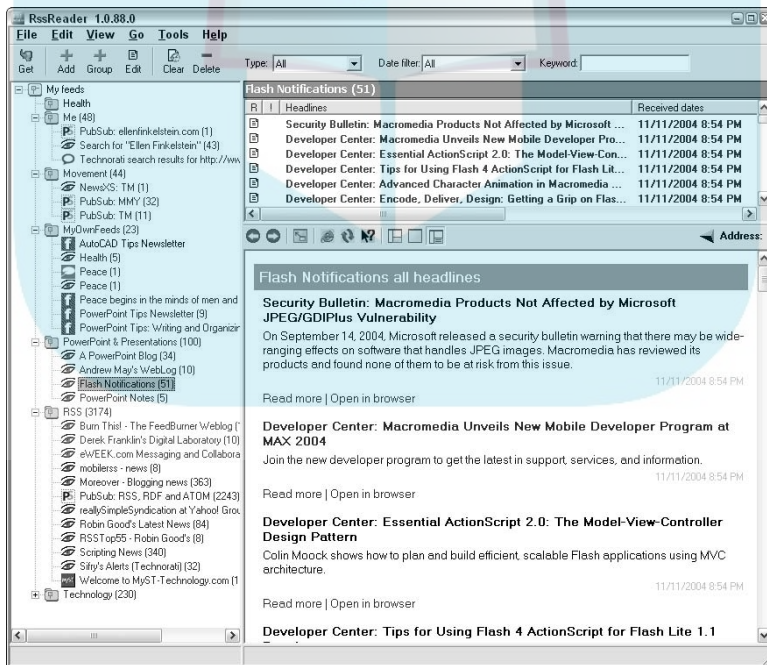 RssReader 1.0.88.0
File Edit View Go Tools Help
Get Add Group Edit Clear Delete Type: All Date filter: All Keyword:
My feeds
Health
Me (48)
PubSub: ellenfinkelstein.com (1)
Search for "Ellen Finkelstein" (43)
Technorati search results for http://ww
Movement (44)
NewsXS: TM (1)
PubSub: MMY (32)
PubSub: TM (11)
MyOwnFeeds (23)
AutoCAD Tips Newsletter
Health (5)
Peace (1)
Peace (1)
Peace begins in the minds of men and
PowerPoint Tips Newsletter (9)
PowerPoint Tips: Writing and Organizin
PowerPoint & Presentations (100)
A PowerPoint Blog (34)
Andrew May's WebLog (10)
Flash Notifications (51)
PowerPoint Notes (5)
RSS (3174)
Burn This! - The FeedBurner Weblog (
Derek Franklin's Digital Laboratory (10)
eWEEK.com Messaging and Collabora
mobilerss - news (8)
Moreover - Blogging news (363)
PubSub: RSS, RDF and ATOM (2243)
reallySimpleSyndication at Yahoo! Grou
Robin Good's Latest News (84)
RSSTop55 - Robin Good's (8)
Scripting News (340)
Sifry's Alerts (Technorati) (32)
Welcome to MyST-Technology.com (1
Technology (230)
Flash Notifications (51)
R ! Headlines Received dates
Security Bulletin: Macromedia Products Not Affected by Microsoft ... 11/11/2004 8:54 PM
Developer Center: Macromedia Unveils New Mobile Developer Pro... 11/11/2004 8:54 PM
Developer Center: Essential ActionScript 2.0: The Model-View-Con... 11/11/2004 8:54 PM
Developer Center: Tips for Using Flash 4 ActionScript for Flash Lit... 11/11/2004 8:54 PM
Developer Center: Advanced Character Animation in Macromedia ... 11/11/2004 8:54 PM
Developer Center: Encode, Deliver, Design: Getting a Grip on Flas... 11/11/2004 8:54 PM
Address:
Flash Notifications all headlines
Security Bulletin: Macromedia Products Not Affected by Microsoft
JPEG/GDIPlus Vulnerability
On September 14, 2004, Microsoft released a security bulletin warning that there may be wide-
ranging effects on software that handles JPEG images. Macromedia has reviewed its
products and found none of them to be at risk from this issue.
11/11/2004 8:54 PM
Read more | Open in browser
Developer Center: Macromedia Unveils New Mobile Developer Program at
MAX 2004
Join the new developer program to get the latest in support, services, and information.
11/11/2004 8:54 PM
Read more | Open in browser
Developer Center: Essential ActionScript 2.0: The Model-View-Controller
Design Pattern
Colin Moock shows how to plan and build efficient, scalable Flash applications using MVC
architecture.
11/11/2004 8:54 PM
Read more | Open in browser
Developer Center: Tips for Using Flash 4 ActionScript for Flash Lite 1.1